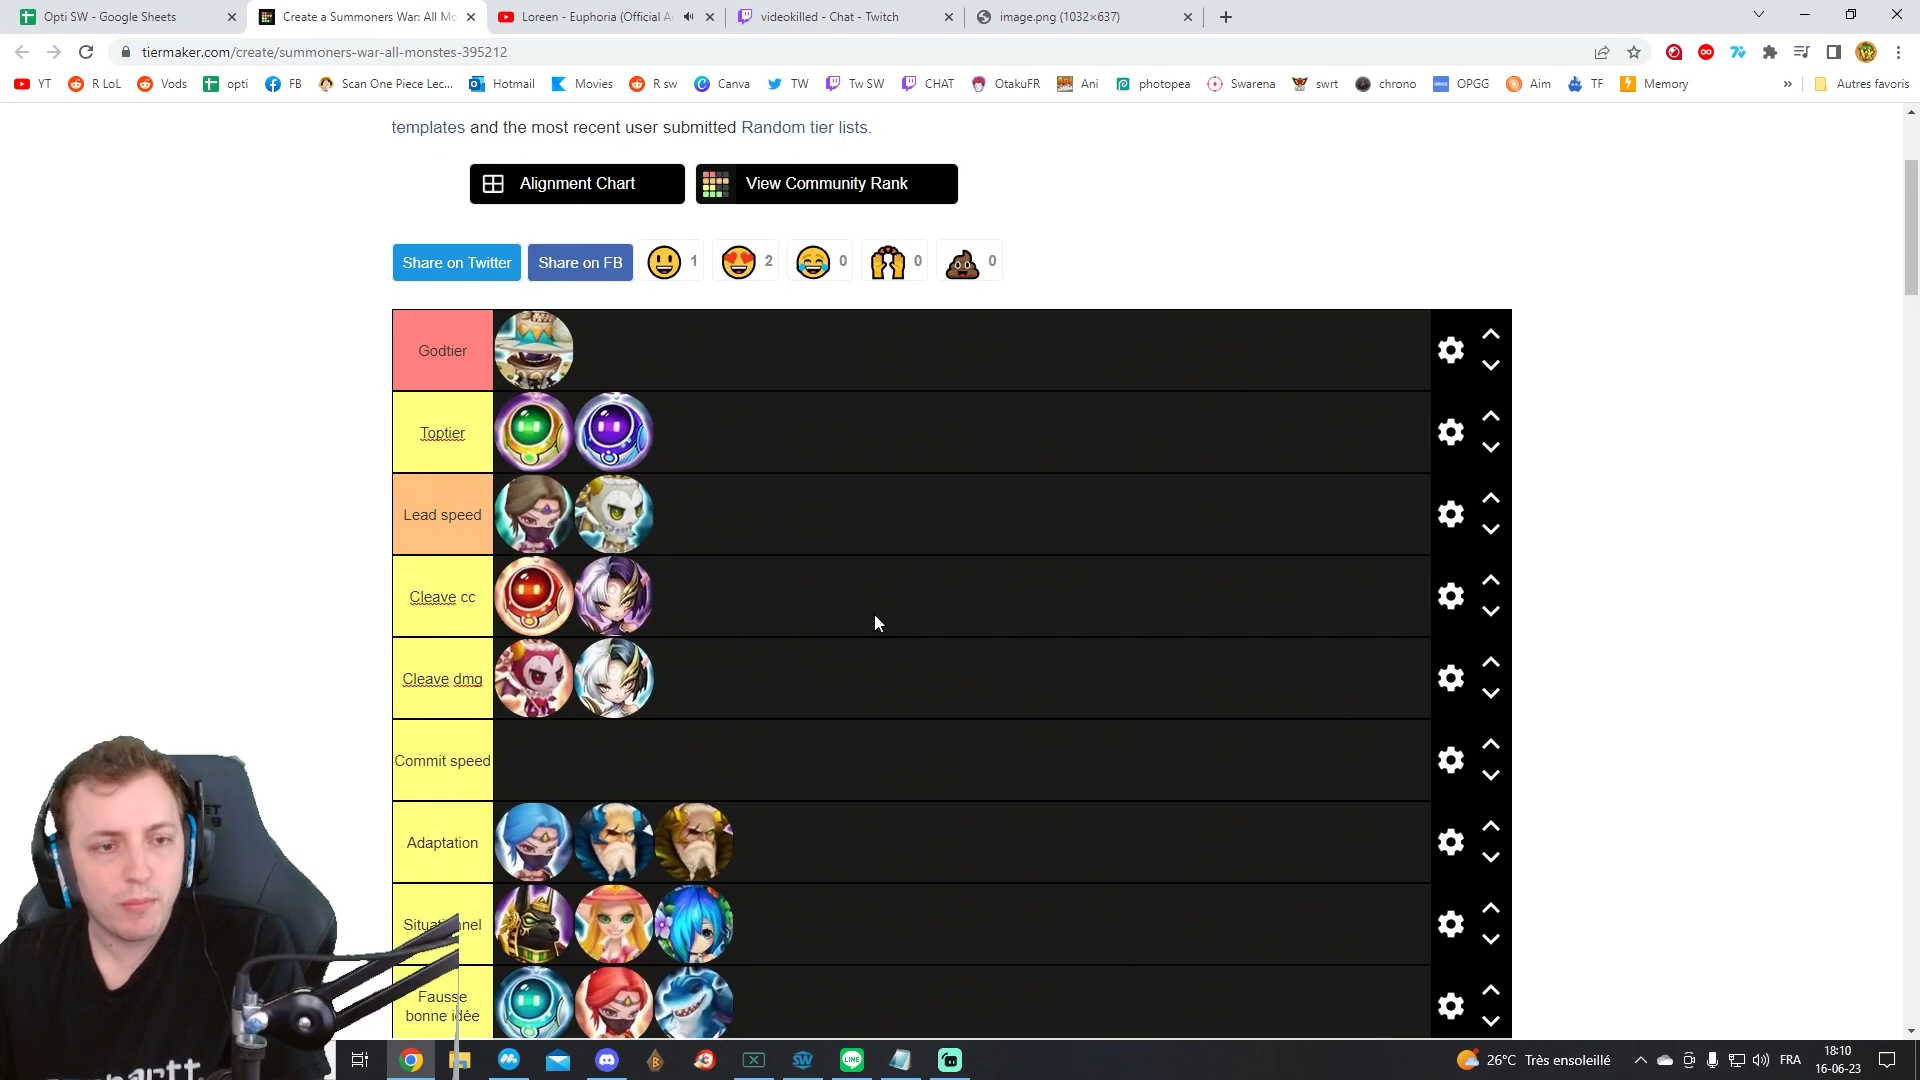 Opti SW - Google Sheets
Create a Summoners War: All Mo
Loreen - Euphoria (Official Au
videokilled - Chat - Twitch
image.png (1032×637)
tiermaker.com/create/summoners-war-all-monstes-395212
YT
R LoL
Vods
opti
FB
Scan One Piece Lec...
Hotmail
Movies
R sw
Canva
TW
Tw SW
CHAT
OtakuFR
Ani
photopea
Swarena
swrt
chrono
OPGG
Aim
TF
Memory
»
Autres favoris
templates and the most recent user submitted Random tier lists.
Alignment Chart
View Community Rank
Share on Twitter
Share on FB
1
2
0
0
0
Godtier
Toptier
Lead speed
Cleave cc
Cleave dmg
Commit speed
Adaptation
Fausse
bonne idée
26°C Très ensoleillé
FRA
18:10
16-06-23